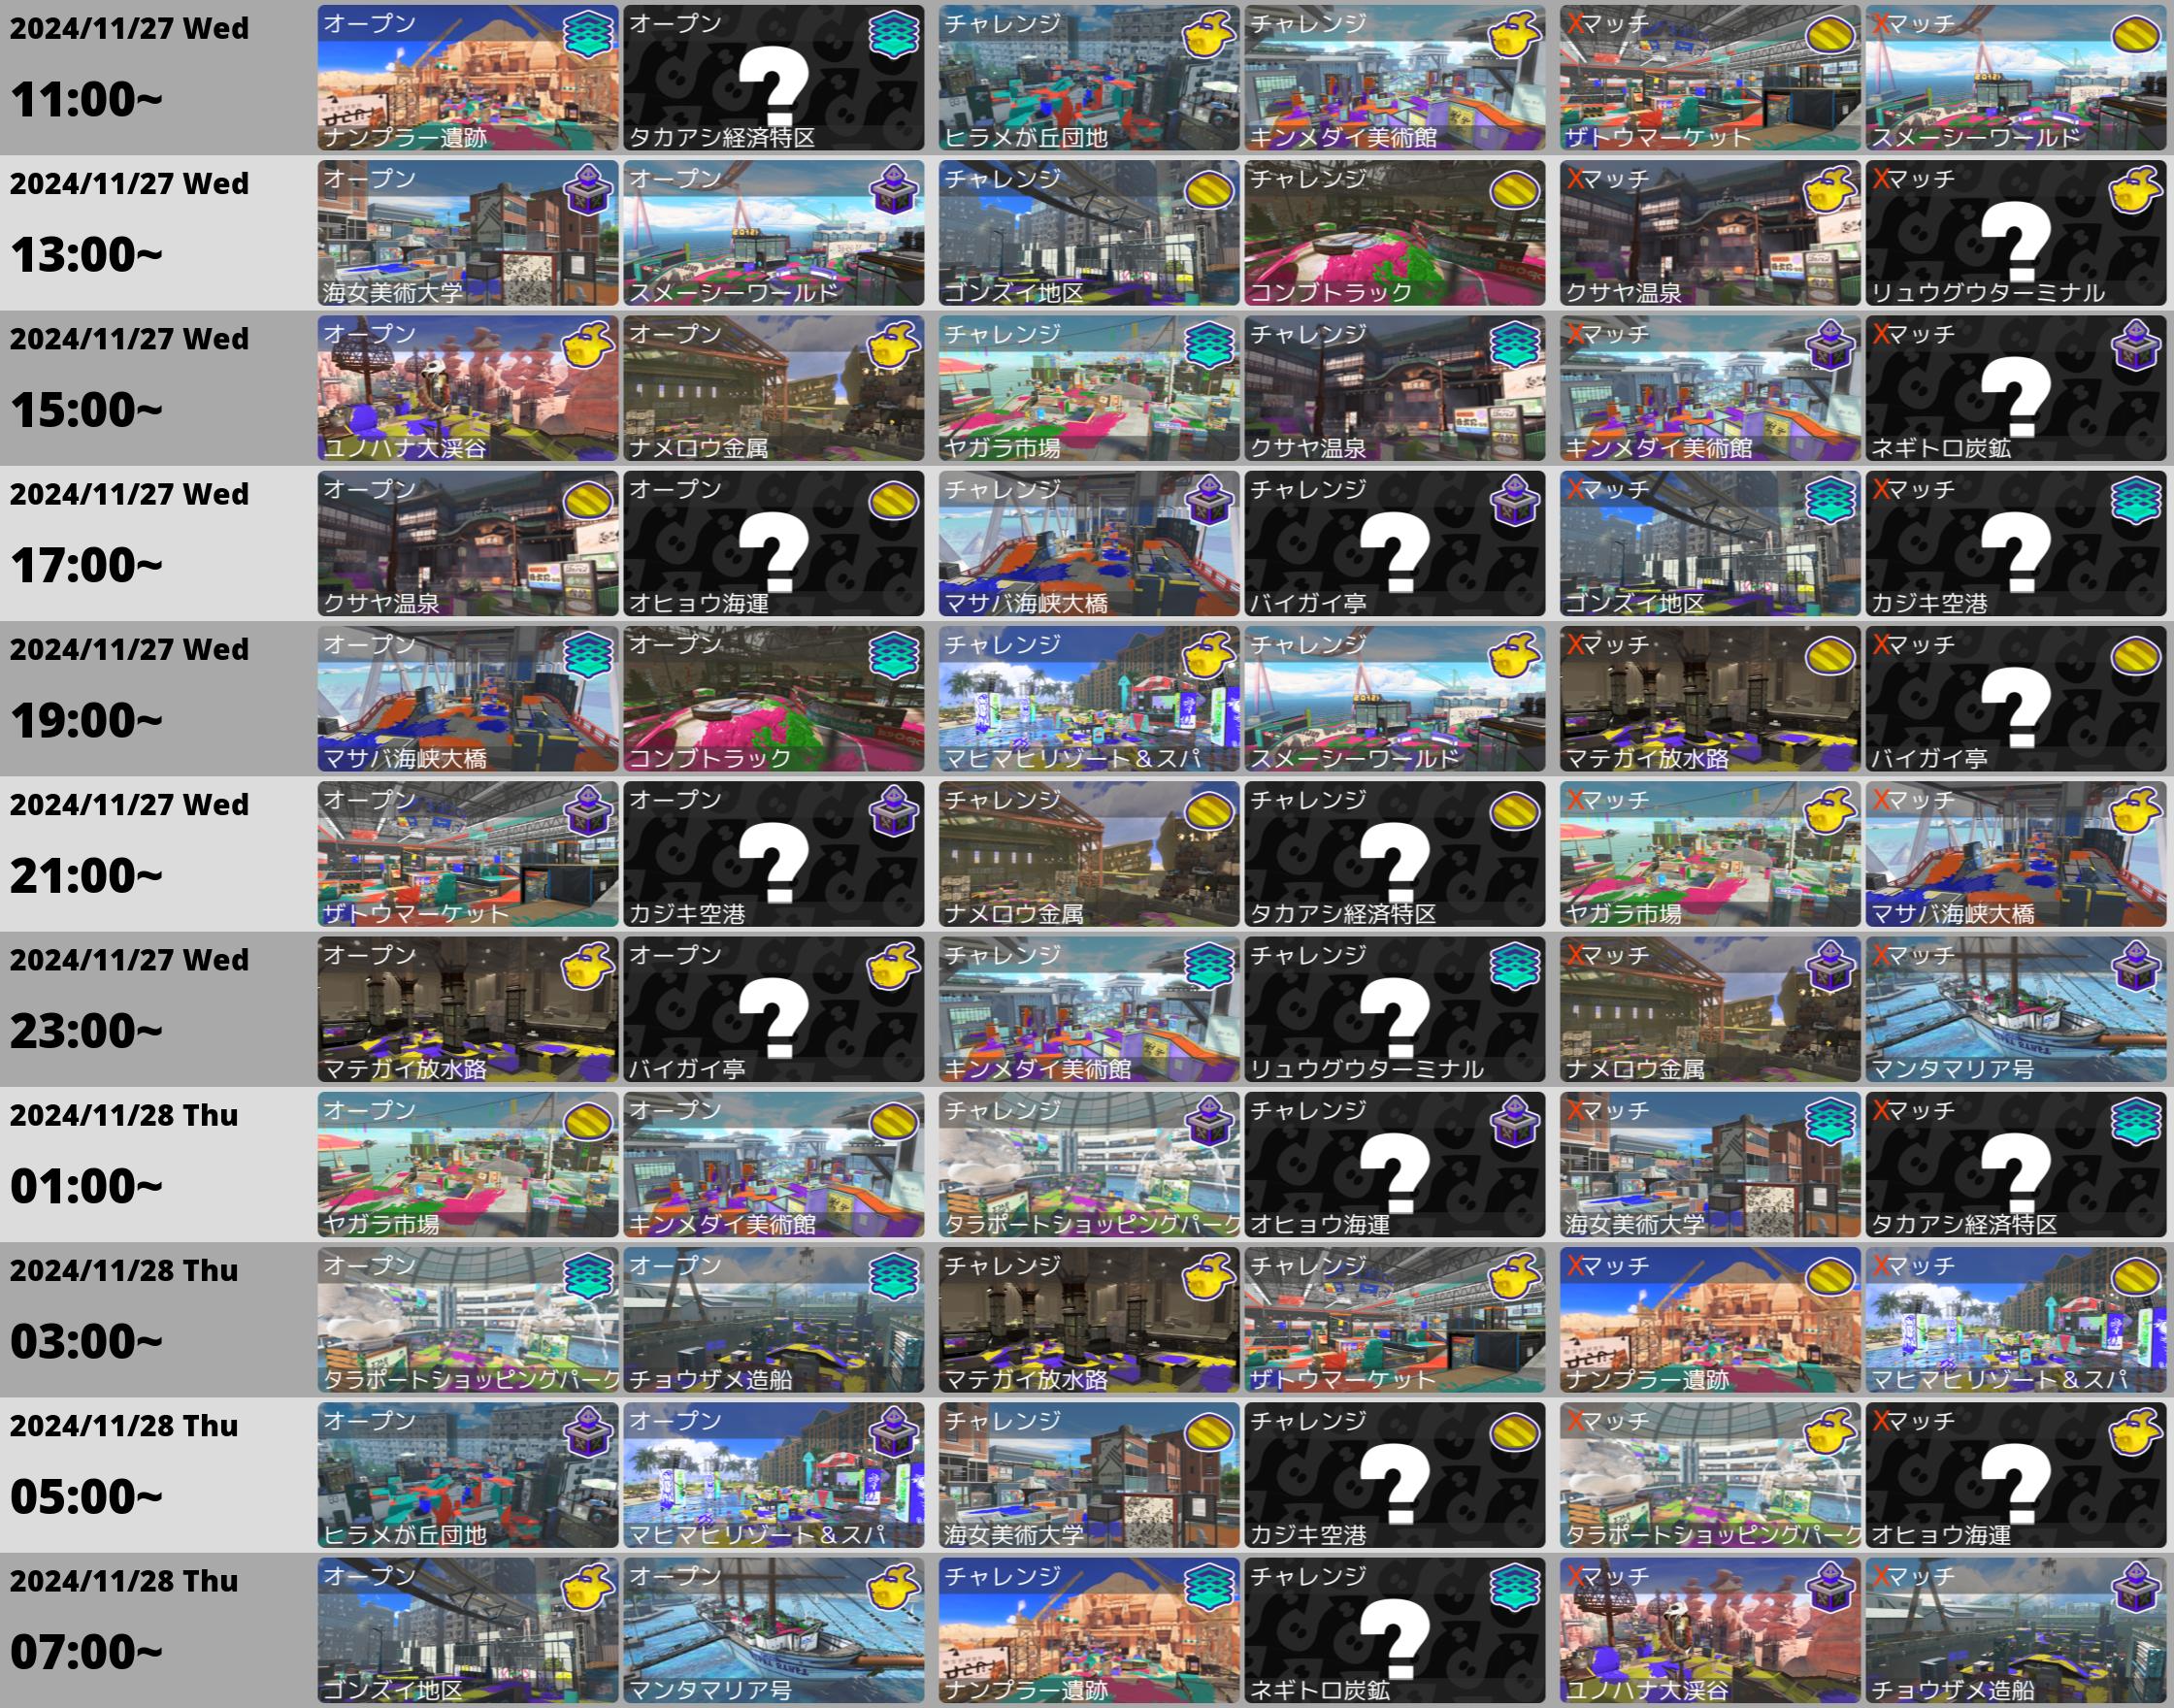 2024/11/27 Wed
11:00~
オープン
ナンプラー遺跡
オープン
タカアシ経済特区
チャレンジ
ヒラメが丘団地
チャレンジ
キンメダイ美術館
Xマッチ
ザトウマーケット
Xマッチ
スメーシーワールド
2024/11/27 Wed
13:00~
オープン
海女美術大学
オープン
スメーシーワールド
チャレンジ
ゴンズイ地区
チャレンジ
コンブトラック
Xマッチ
クサヤ温泉
Xマッチ
リュウグウターミナル
2024/11/27 Wed
15:00~
オープン
ユノハナ大渓谷
オープン
ナメロウ金属
チャレンジ
ヤガラ市場
チャレンジ
クサヤ温泉
Xマッチ
キンメダイ美術館
Xマッチ
ネギトロ炭鉱
2024/11/27 Wed
17:00~
オープン
クサヤ温泉
オープン
オヒョウ海運
チャレンジ
マサバ海峡大橋
チャレンジ
バイガイ亭
Xマッチ
ゴンズイ地区
Xマッチ
カジキ空港
2024/11/27 Wed
19:00~
オープン
マサバ海峡大橋
オープン
コンブトラック
チャレンジ
マヒマヒリゾート＆スパ
チャレンジ
スメーシーワールド
Xマッチ
マテガイ放水路
Xマッチ
バイガイ亭
2024/11/27 Wed
21:00~
オープン
ザトウマーケット
オープン
カジキ空港
チャレンジ
ナメロウ金属
チャレンジ
タカアシ経済特区
Xマッチ
ヤガラ市場
Xマッチ
マサバ海峡大橋
2024/11/27 Wed
23:00~
オープン
マテガイ放水路
オープン
バイガイ亭
チャレンジ
キンメダイ美術館
チャレンジ
リュウグウターミナル
Xマッチ
ナメロウ金属
Xマッチ
マンタマリア号
2024/11/28 Thu
01:00~
オープン
ヤガラ市場
オープン
キンメダイ美術館
チャレンジ
タラポートショッピングパーク
チャレンジ
オヒョウ海運
Xマッチ
海女美術大学
Xマッチ
タカアシ経済特区
2024/11/28 Thu
03:00~
オープン
タラポートショッピングパーク
オープン
チョウザメ造船
チャレンジ
マテガイ放水路
チャレンジ
ザトウマーケット
Xマッチ
ナンプラー遺跡
Xマッチ
マヒマヒリゾート＆スパ
2024/11/28 Thu
05:00~
オープン
ヒラメが丘団地
オープン
マヒマヒリゾート＆スパ
チャレンジ
海女美術大学
チャレンジ
カジキ空港
Xマッチ
タラポートショッピングパーク
Xマッチ
オヒョウ海運
2024/11/28 Thu
07:00~
オープン
ゴンズイ地区
オープン
マンタマリア号
チャレンジ
ナンプラー遺跡
チャレンジ
ネギトロ炭鉱
Xマッチ
ユノハナ大渓谷
Xマッチ
チョウザメ造船